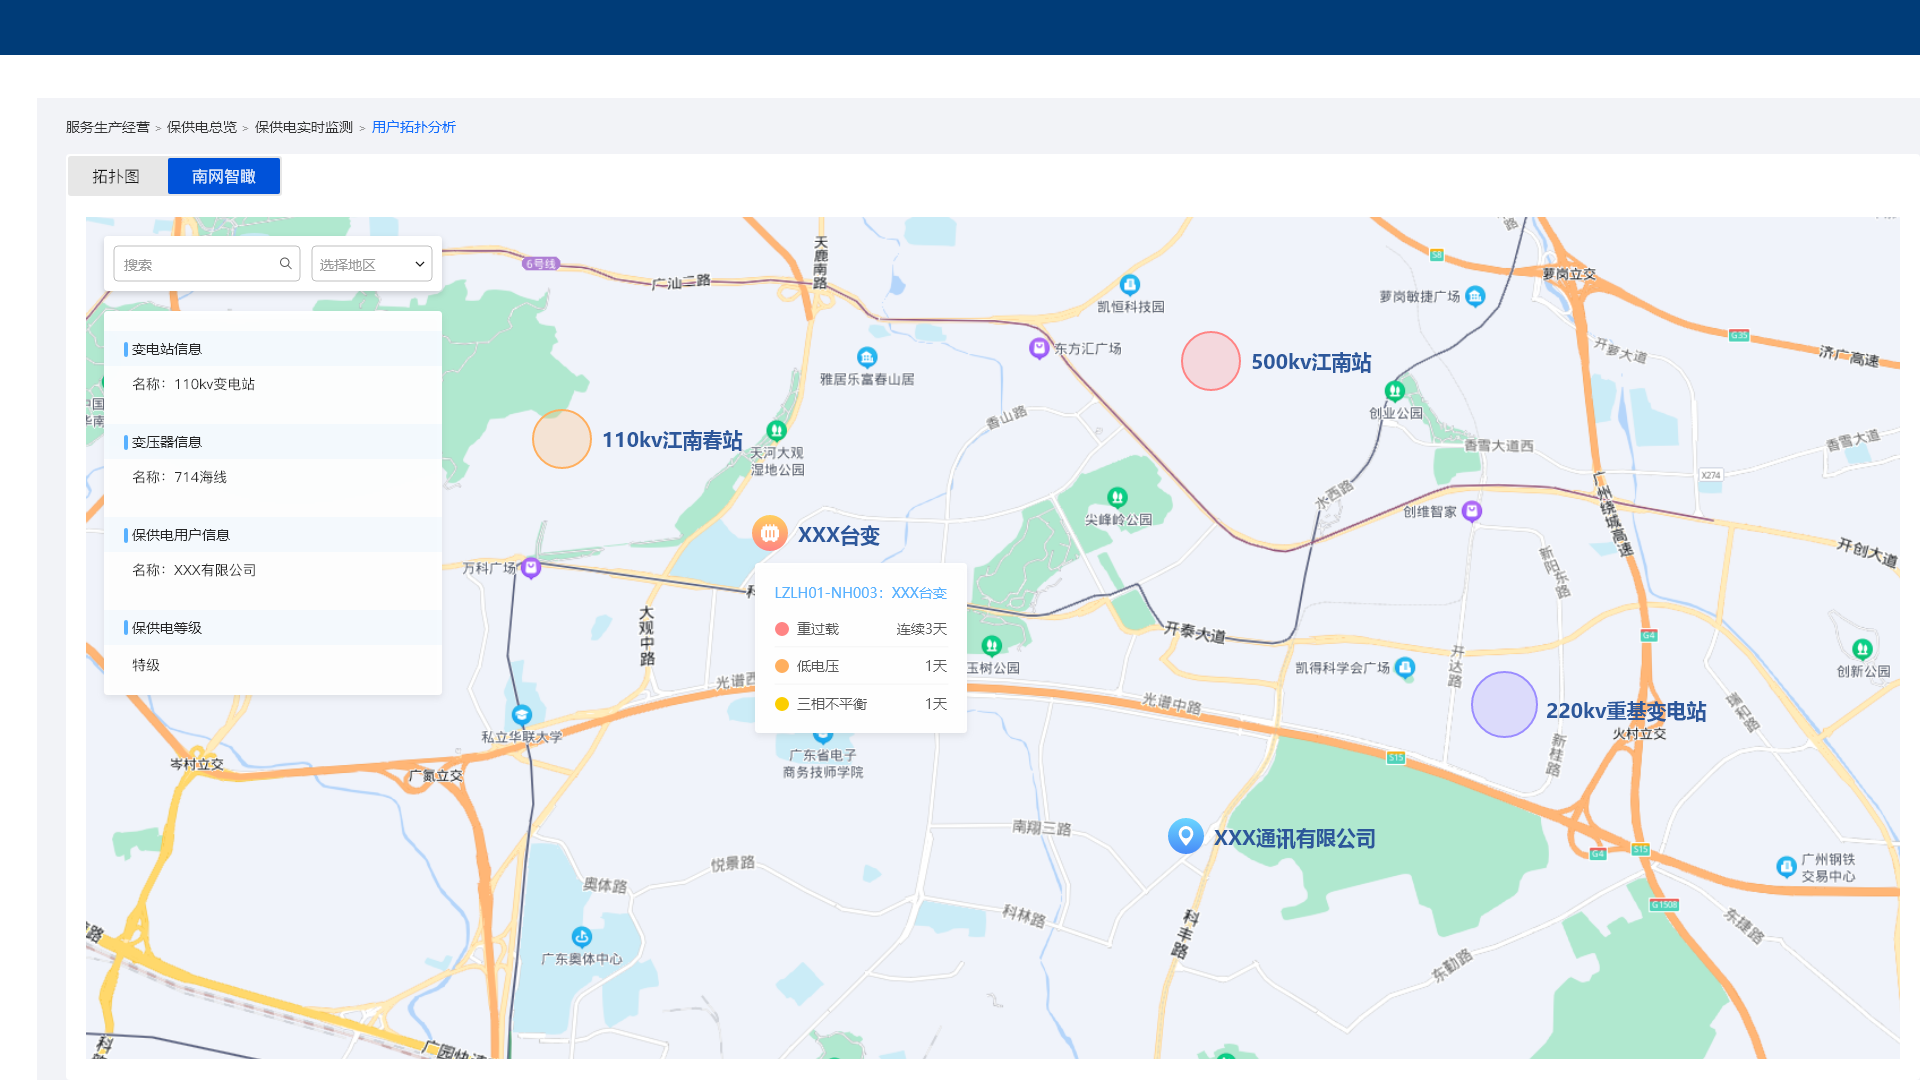 服务生产经营 > 保供电总览 > 保供电实时监测 > 用户拓扑分析
拓扑图
南网智瞰
搜索
选择地区
变电站信息
名称：110kv变电站
变压器信息
名称：714海线
保供电用户信息
名称：XXX有限公司
保供电等级
特级
6号线
广汕二路
天鹿南路
凯恒科技园
东方汇广场
雅居乐富春山居
500kv江南站
萝岗敏捷广场
S8
萝岗立交
G35
开萝大道
济广高速
创业公园
香雪大道西
香雪大道
X274
香山路
110kv江南春站
天河大观
湿地公园
尖峰岭公园
水西路
创维智家
广州绕城高速
开创大道
新阳东路
XXX台变
万科广场
LZLH01-NH003：XXX台变
重过载 连续3天
低电压 1天
三相不平衡 1天
大观中路
开泰大道
G4
玉树公园
凯得科学会广场
开达路
创新公园
光谱西
光谱中路
220kv重基变电站
火村立交
瑞和路
新桂路
私立华联大学
广东省电子
商务技师学院
岑村立交
广氮立交
S15
XXX通讯有限公司
南翔三路
悦景路
奥体路
科林路
科丰路
G4
S15
广州钢铁
交易中心
G1508
东捷路
东勤路
广东奥体中心
路
科
广园快速